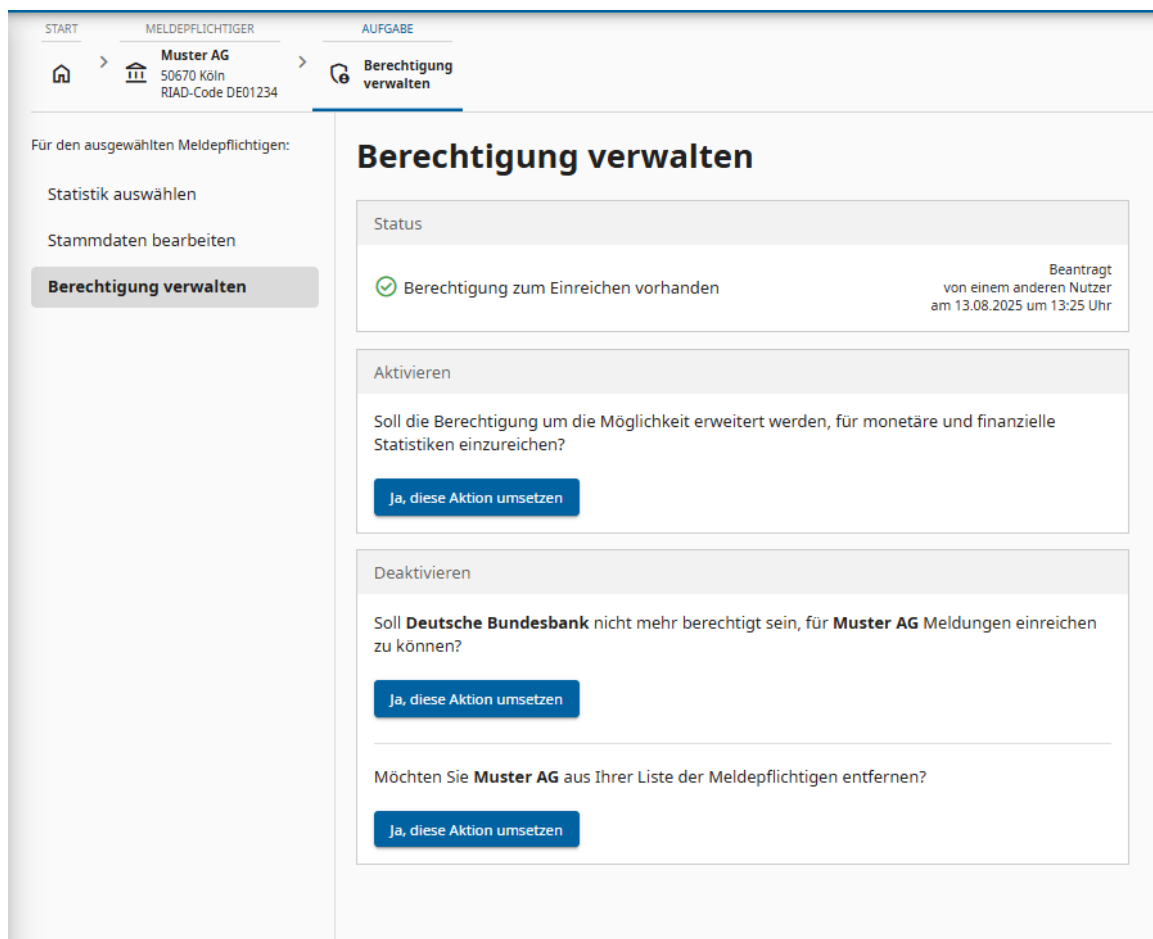 START
MELDEPFLICHTIGER
AUFGABE
Muster AG
50670 Köln
RIAD-Code DE01234
Berechtigung
verwalten
Für den ausgewählten Meldepflichtigen:
Statistik auswählen
Stammdaten bearbeiten
Berechtigung verwalten
Berechtigung verwalten
Status
Berechtigung zum Einreichen vorhanden
Beantragt
von einem anderen Nutzer
am 13.08.2025 um 13:25 Uhr
Aktivieren
Soll die Berechtigung um die Möglichkeit erweitert werden, für monetäre und finanzielle
Statistiken einzureichen?
Ja, diese Aktion umsetzen
Deaktivieren
Soll Deutsche Bundesbank nicht mehr berechtigt sein, für Muster AG Meldungen einreichen
zu können?
Ja, diese Aktion umsetzen
Möchten Sie Muster AG aus Ihrer Liste der Meldepflichtigen entfernen?
Ja, diese Aktion umsetzen